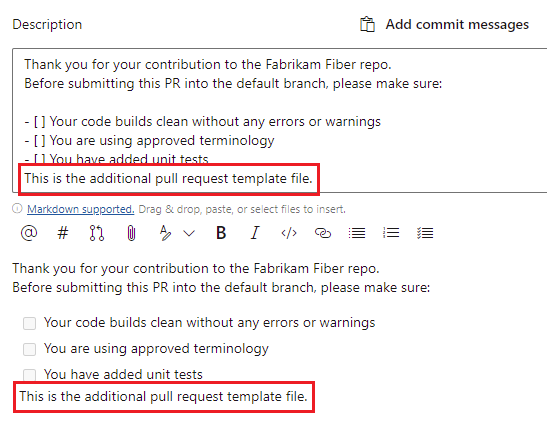 Description
Add commit messages
Thank you for your contribution to the Fabrikam Fiber repo.
Before submitting this PR into the default branch, please make sure:
- [ ] Your code builds clean without any errors or warnings
- [ ] You are using approved terminology
- [ ] You have added unit tests
This is the additional pull request template file.
Markdown supported. Drag & drop, paste, or select files to insert.
@ # B I </>
Thank you for your contribution to the Fabrikam Fiber repo.
Before submitting this PR into the default branch, please make sure:
Your code builds clean without any errors or warnings
You are using approved terminology
You have added unit tests
This is the additional pull request template file.